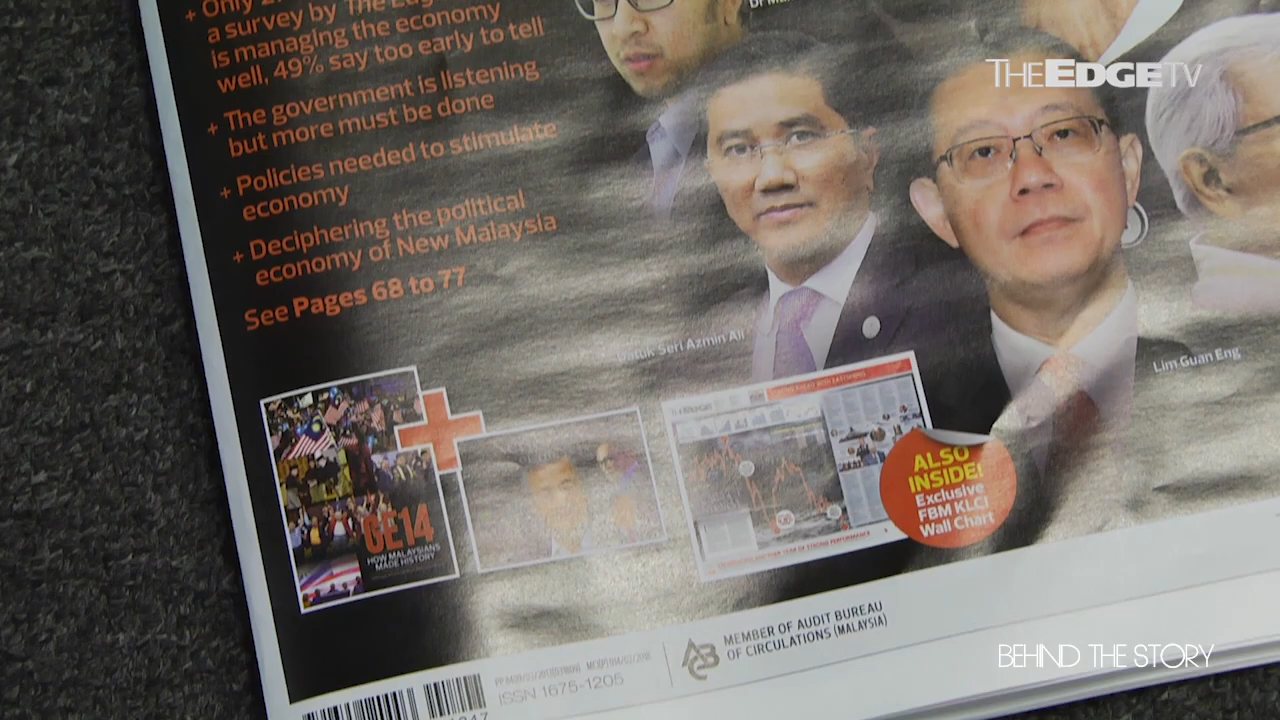 + Only
a survey by The Edge
is managing the economy
well, 49% say too early to tell
+ The government is listening
but more must be done
+ Policies needed to stimulate
economy
+ Deciphering the political
economy of New Malaysia
See Pages 68 to 77
THEEDGETV
Datuk Seri Azmin Ali
Lim Guan Eng
GE14
HOW MALAYSIANS
MADE HISTORY
ALSO
INSIDE!
Exclusive
FBM KLCI
Wall Chart
MEMBER OF AUDIT BUREAU
OF CIRCULATIONS (MALAYSIA)
ISSN 1675-1205
BEHIND THE STORY